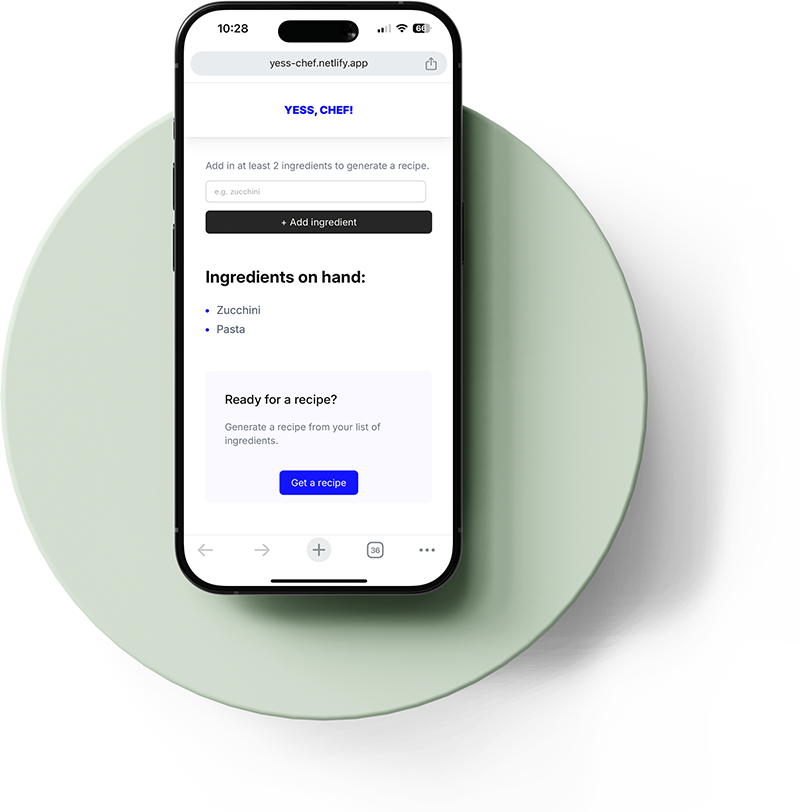 10:28
66
yess-chef.netlify.app
YESS, CHEF!
Add in at least 2 ingredients to generate a recipe.
e.g. zucchini
+ Add ingredient
Ingredients on hand:
• Zucchini
• Pasta
Ready for a recipe?
Generate a recipe from your list of
ingredients.
Get a recipe
36